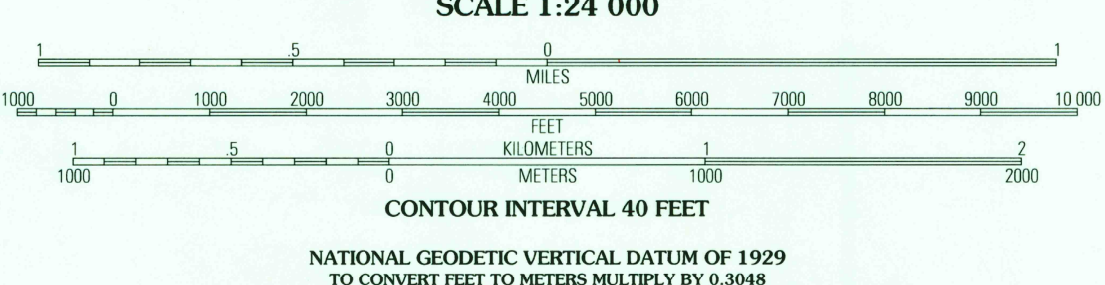 SCALE 1:24 000
1 .5 0 1
MILES
1000 0 1000 2000 3000 4000 5000 6000 7000 8000 9000 10 000
FEET
1 .5 0 KILOMETERS 1 2
1000 0 METERS 1000 2000
CONTOUR INTERVAL 40 FEET
NATIONAL GEODETIC VERTICAL DATUM OF 1929
TO CONVERT FEET TO METERS MULTIPLY BY 0.3048